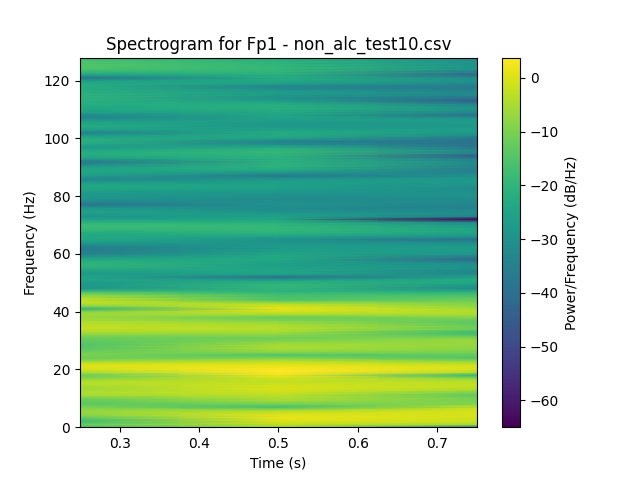 Spectrogram for Fp1 - non_alc_test10.csv
120
100
80
60
40
20
0
Frequency (Hz)
0.3 0.4 0.5 0.6 0.7
Time (s)
0
−10
−20
−30
−40
−50
−60
Power/Frequency (dB/Hz)